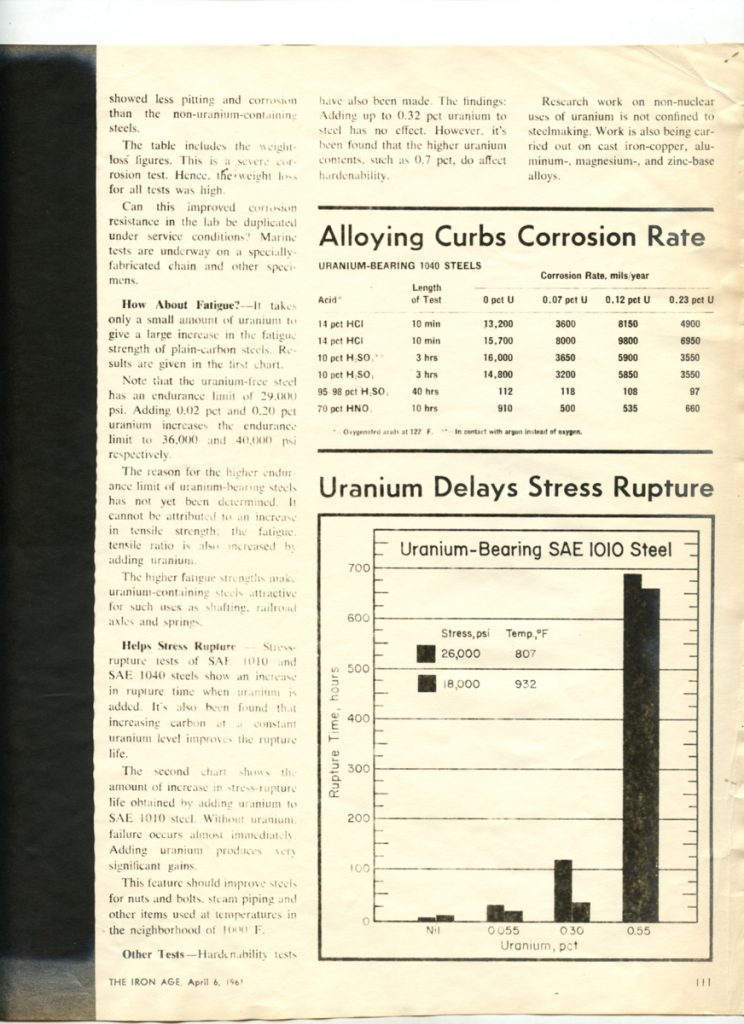 showed less pitting and corrosion
than the non-uranium-containing
steels.
The table includes the weight-
loss figures. This is a severe cor-
rosion test. Hence, the weight loss
for all tests was high.
Can this improved corrosion
resistance in the lab be duplicated
under service conditions? Marine
tests are underway on a specially-
fabricated chain and other speci-
mens.
How About Fatigue?—It takes
only a small amount of uranium to
give a large increase in the fatigue
strength of plain-carbon steels. Re-
sults are given in the first chart.
Note that the uranium-free steel
has an endurance limit of 29,000
psi. Adding 0.02 pct and 0.20 pct
uranium increases the endurance
limit to 36,000 and 40,000 psi
respectively.
The reason for the higher endur-
ance limit of uranium-bearing steels
has not yet been determined. It
cannot be attributed to an increase
in tensile strength; the fatigue,
tensile ratio is also increased by
adding uranium.
The higher fatigue strengths make
uranium-containing steels attractive
for such uses as shafting, railroad
axles and springs.
Helps Stress Rupture — Stress-
rupture tests of SAE 1010 and
SAE 1040 steels show an increase
in rupture time when uranium is
added. It's also been found that
increasing carbon at a constant
uranium level improves the rupture
life.
The second chart shows the
amount of increase in stress-rupture
life obtained by adding uranium to
SAE 1010 steel. Without uranium,
failure occurs almost immediately.
Adding uranium produces very
significant gains.
This feature should improve steels
for nuts and bolts, steam piping and
other items used at temperatures in
the neighborhood of 1000 F.
Other Tests—Hardenability tests
have also been made. The findings:
Adding up to 0.32 pct uranium to
steel has no effect. However, it's
been found that the higher uranium
contents, such as 0.7 pct, do affect
hardenability.
Research work on non-nuclear
uses of uranium is not confined to
steelmaking. Work is also being car-
ried out on cast iron-copper, alu-
minum-, magnesium-, and zinc-base
alloys.
Alloying Curbs Corrosion Rate
URANIUM-BEARING 1040 STEELS
Corrosion Rate, mils/year
Acid* Length of Test 0 pct U 0.07 pct U 0.12 pct U 0.23 pct U
14 pct HCl 10 min 13,200 3600 8150 4900
14 pct HCl 10 min 15,700 8000 9800 6950
10 pct H2SO4** 3 hrs 16,000 3650 5900 3550
10 pct H2SO4 3 hrs 14,800 3200 5850 3550
95-98 pct H2SO4 40 hrs 112 118 108 97
70 pct HNO3 10 hrs 910 500 535 660
* Oxygenated acids at 122° F. ** In contact with argon instead of oxygen.
Uranium Delays Stress Rupture
Uranium-Bearing SAE 1010 Steel
Stress, psi Temp., °F
26,000 807
18,000 932
Rupture Time, hours
700
600
500
400
300
200
100
0
Nil 0.055 0.30 0.55
Uranium, pct
THE IRON AGE, April 6, 1961
111